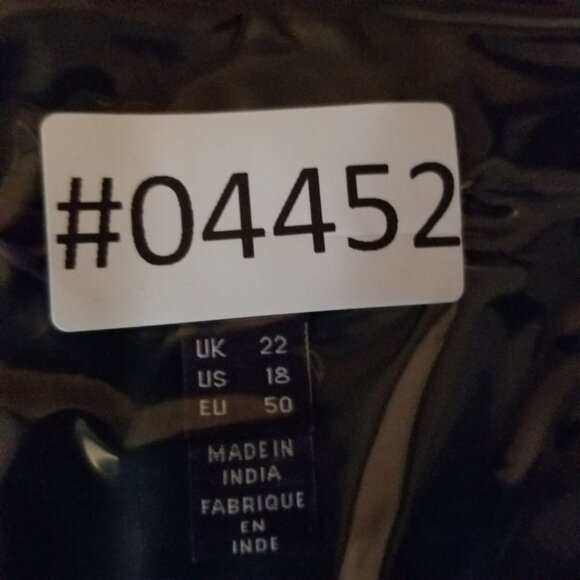 #04452
UK 22
US 18
EU 50
MADE IN
INDIA
FABRIQUE
EN
INDE